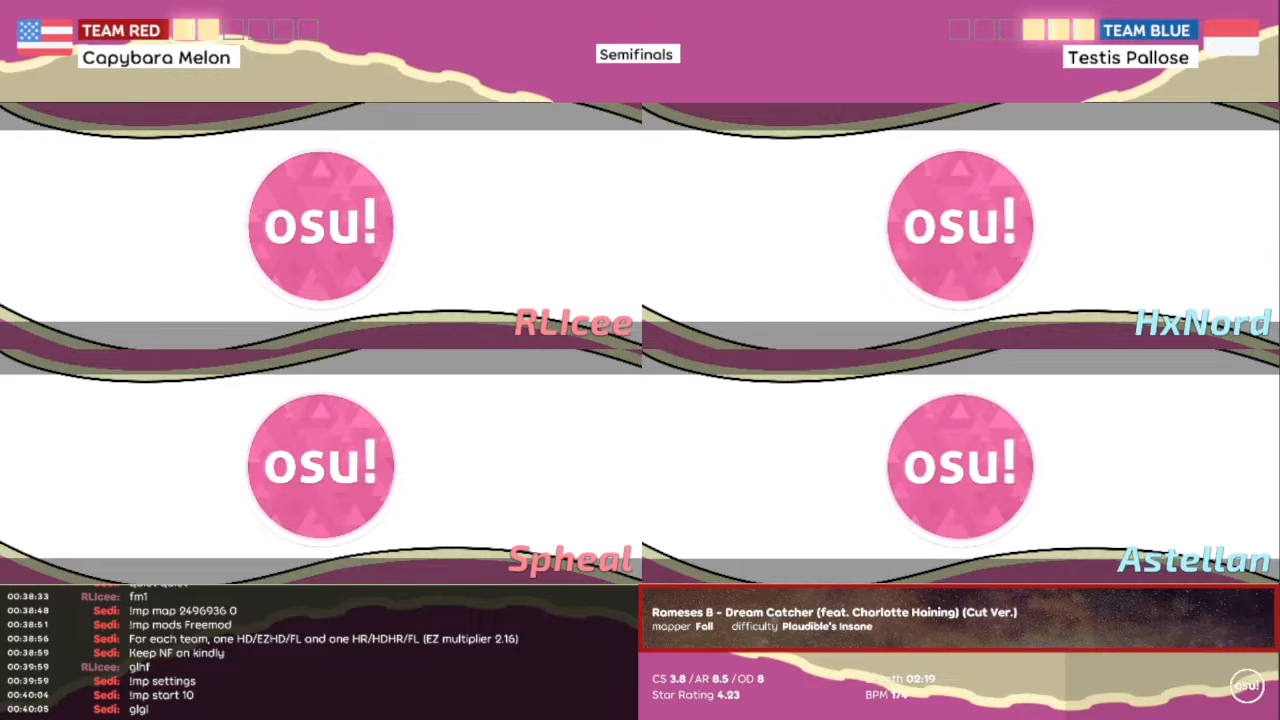 TEAM RED
Capybara Melon
Semifinals
TEAM BLUE
Testis Pallose
osu!
RLIcee
osu!
HxNord
osu!
Spheal
osu!
Astellan
00:38:33 RLIcee: fm1
00:38:48 Sedi: !mp map 2496936 0
00:38:51 Sedi: !mp mods Freemod
00:38:56 Sedi: For each team, one HD/EZHD/FL and one HR/HDHR/FL (EZ multiplier 2.16)
00:38:59 Sedi: Keep NF on kindly
00:39:59 RLIcee: glhf
00:39:59 Sedi: !mp settings
00:40:04 Sedi: !mp start 10
00:40:05 Sedi: glgl
Rameses B - Dream Catcher (feat. Charlotte Haining) (Cut Ver.)
mapper Fall difficulty Plaudible's Insane
CS 3.8 / AR 8.5 / OD 8
Star Rating 4.23
02:19
BPM 174
osu!